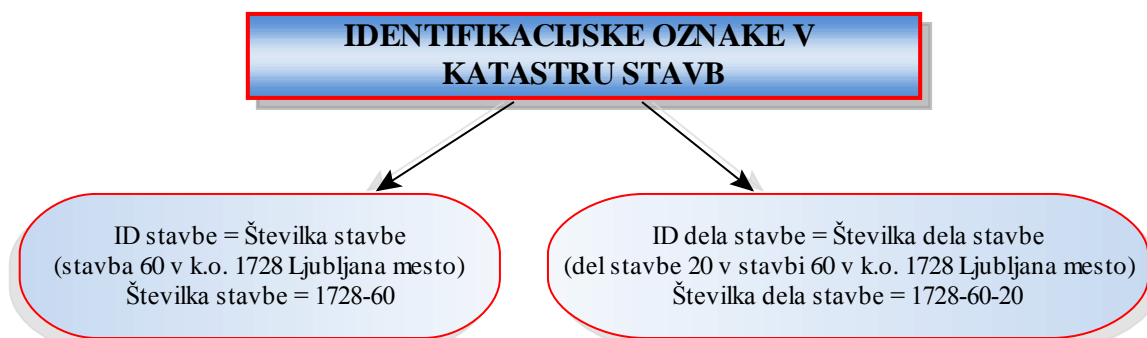 IDENTIFIKACIJSKE OZNAKE V
KATASTRU STAVB
ID stavbe = Številka stavbe
(stavba 60 v k.o. 1728 Ljubljana mesto)
Številka stavbe = 1728-60
ID dela stavbe = Številka dela stavbe
(del stavbe 20 v stavbi 60 v k.o. 1728 Ljubljana mesto)
Številka dela stavbe = 1728-60-20